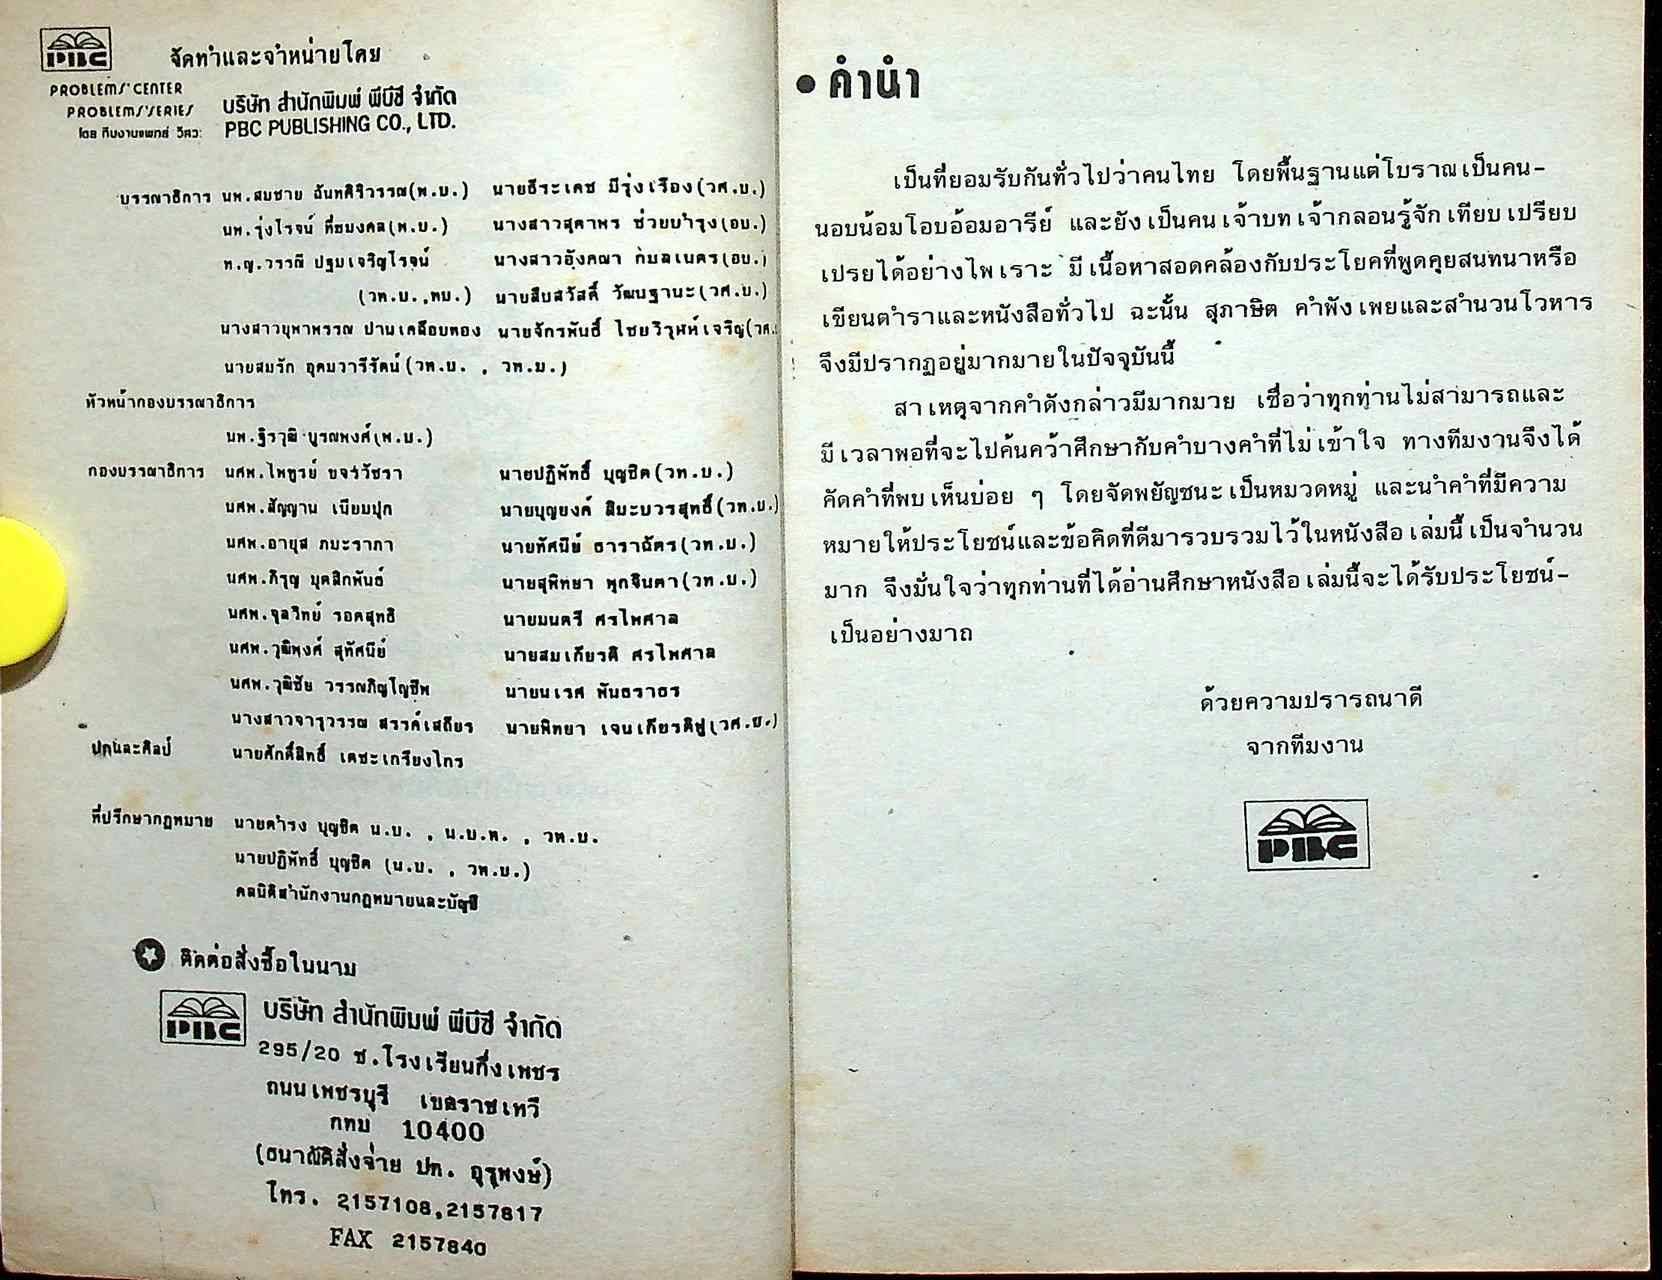 PBC
จัดทำและจำหน่ายโดย
PROBLEMS'CENTER
PROBLEMS'SERIES
โดย ทีมงานแพทย์ วิศวะ
บริษัท สำนักพิมพ์ พีบีซี จำกัด
PBC PUBLISHING CO., LTD.
บรรณาธิการ นพ.สมชาย ฉันทศิริวรรณ(พ.บ.) นายธีระเดช มีรุ่งเรือง(วศ.บ.)
นพ.รุ่งโรจน์ ที่ฆมงคล(พ.บ.) นางสาวสุดาพร ช่วยบำรุง(อบ.)
ท.ญ.วรรณี ปฐมเจริญโรจน์ นางสาวอังคณา กมลเนตร(อบ.)
(วท.บ.,ทบ.) นายสืบสวัสดิ์ วัฒบฐานะ(วศ.บ.)
นางสาวยุพาพรรณ ปานเคลือบทอง นายจักรพันธ์ ไชยวิรุฬห์เจริญ(วศ.
นายสมรัก อุดมวารีรัตน์(วท.บ. , วท.ม.)
หัวหน้ากองบรรณาธิการ
นพ.ฐิรวุฒิ บูรณพงศ์(พ.บ.)
กองบรรณาธิการ นศพ.ไพฑูรย์ ขจรวัชรา นายปฏิพัทธิ์ บุญชิต(วท.บ.)
นศพ.สัญญาน เนียมปุก นายบุญยงค์ สิมะบวรสุทธิ์(วท.บ.)
นศพ.อายุส ภมะราภา นายทัศนีย์ ธาราฉัตร(วท.บ.)
นศพ.ภิรุญ มุตสิกพันธ์ นายสุพิทยา พุกจินดา(วท.บ.)
นศพ.จุลวิทย์ รอดสุทธิ นายมนตรี ศรไพศาล
นศพ.วุฒิพงศ์ สุทัศนีย์ นายสมเกียรติ ศรไพศาล
นศพ.วุฒิชัย วรรณภิญโญชีพ นายนเรศ พันธราธร
นางสาวจารุวรรณ สรรค์เสถียร นายพิทยา เจนเกียรติฟู(วศ.บ.)
ปกและศิลป์ นายศักดิ์สิทธิ์ เดชะเกรียงไกร
ที่ปรึกษากฎหมาย นายดำรง บุญชิต น.บ. , น.บ.ท. , วท.บ.
นายปฏิพัทธิ์ บุญชิต (น.บ. , วท.บ.)
คลนิติสำนักงานกฎหมายและบัญชี
ติดต่อสั่งซื้อในนาม
PBC
บริษัท สำนักพิมพ์ พีบีซี จำกัด
295/20 ซ.โรงเรียนกิ่งเพชร
ถนนเพชรบุรี เขตราชเทวี
กทม 10400
(ธนาณัติสั่งจ่าย ปท. อุรุพงษ์)
โทร. 2157108,2157817
FAX 2157840
● คำนำ
เป็นที่ยอมรับกันทั่วไปว่าคนไทย โดยพื้นฐานแต่โบราณเป็นคน-
นอบน้อมโอบอ้อมอารีย์ และยังเป็นคนเจ้าบทเจ้ากลอนรู้จักเทียบเปรียบ
เปรยได้อย่างไพเราะ มีเนื้อหาสอดคล้องกับประโยคที่พูดคุยสนทนาหรือ
เขียนตำราและหนังสือทั่วไป ฉะนั้น สุภาษิต คำพังเพยและสำนวนโวหาร
จึงมีปรากฏอยู่มากมายในปัจจุบันนี้
สาเหตุจากคำดังกล่าวมีมากมาย เชื่อว่าทุกท่านไม่สามารถและ
มีเวลาพอที่จะไปค้นคว้าศึกษากับคำบางคำที่ไม่เข้าใจ ทางทีมงานจึงได้
คัดคำที่พบเห็นบ่อย ๆ โดยจัดพยัญชนะเป็นหมวดหมู่ และนำคำที่มีความ
หมายให้ประโยชน์และข้อคิดที่ดีมารวบรวมไว้ในหนังสือเล่มนี้เป็นจำนวน
มาก จึงมั่นใจว่าทุกท่านที่ได้อ่านศึกษาหนังสือเล่มนี้จะได้รับประโยชน์-
เป็นอย่างมาถ
ด้วยความปรารถนาดี
จากทีมงาน
PBC